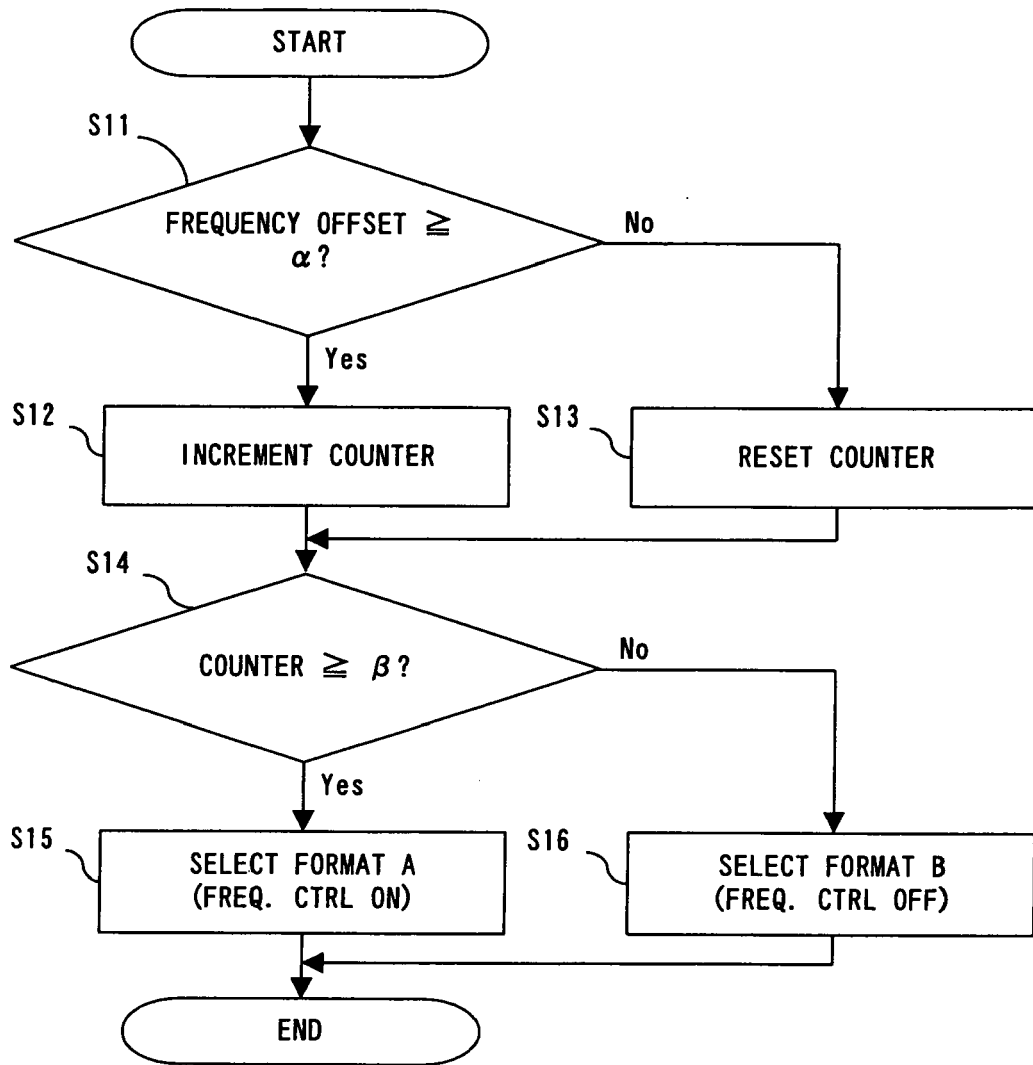 START
S11
FREQUENCY OFFSET ≧
α?
No
Yes
S12
INCREMENT COUNTER
S13
RESET COUNTER
S14
COUNTER ≧ β?
No
Yes
S15
SELECT FORMAT A
(FREQ. CTRL ON)
S16
SELECT FORMAT B
(FREQ. CTRL OFF)
END